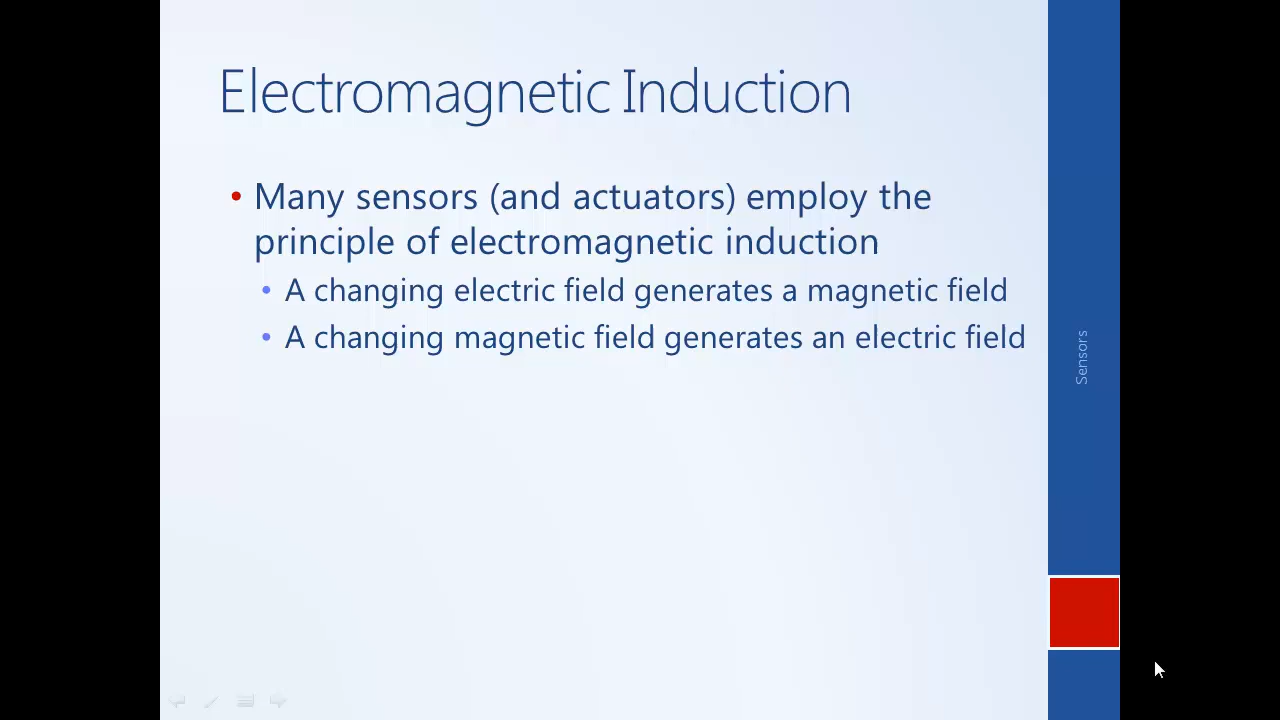 Electromagnetic Induction
• Many sensors (and actuators) employ the
principle of electromagnetic induction
• A changing electric field generates a magnetic field
• A changing magnetic field generates an electric field
Sensors